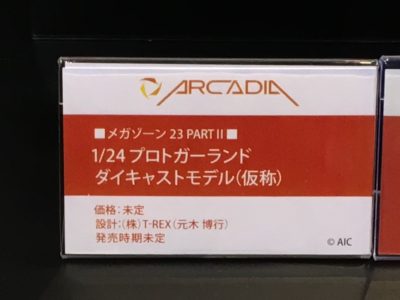 ARCADIA
■メガゾーン 23 PART II■
1/24 プロトガーランド
ダイキャストモデル(仮称)
価格:未定
設計:(株)T-REX(元木 博行)
発売時期未定
© AIC